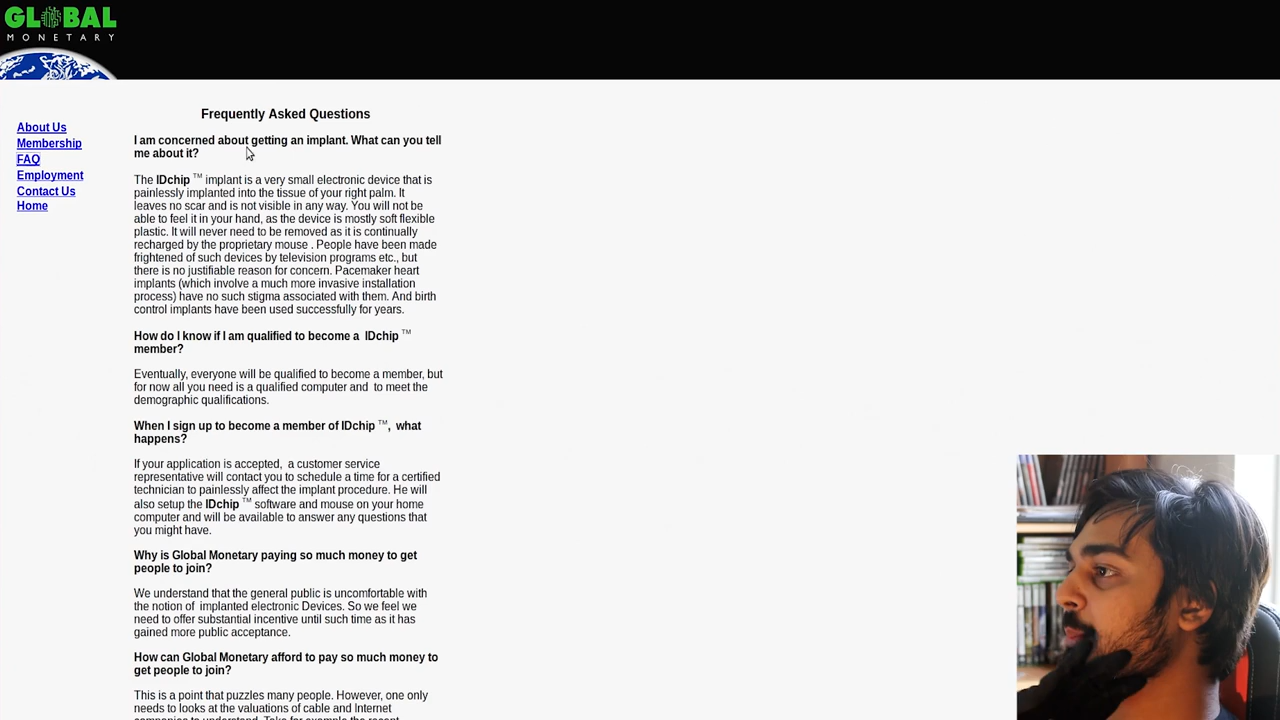 GLOBAL
MONETARY
About Us
Membership
FAQ
Employment
Contact Us
Home
Frequently Asked Questions
I am concerned about getting an implant. What can you tell
me about it?
The IDchip TM implant is a very small electronic device that is
painlessly implanted into the tissue of your right palm. It
leaves no scar and is not visible in any way. You will not be
able to feel it in your hand, as the device is mostly soft flexible
plastic. It will never need to be removed as it is continually
recharged by the proprietary mouse . People have been made
frightened of such devices by television programs etc., but
there is no justifiable reason for concern. Pacemaker heart
implants (which involve a much more invasive installation
process) have no such stigma associated with them. And birth
control implants have been used successfully for years.
How do I know if I am qualified to become a IDchip TM
member?
Eventually, everyone will be qualified to become a member, but
for now all you need is a qualified computer and to meet the
demographic qualifications.
When I sign up to become a member of IDchip TM, what
happens?
If your application is accepted, a customer service
representative will contact you to schedule a time for a certified
technician to painlessly affect the implant procedure. He will
also setup the IDchip TM software and mouse on your home
computer and will be available to answer any questions that
you might have.
Why is Global Monetary paying so much money to get
people to join?
We understand that the general public is uncomfortable with
the notion of implanted electronic Devices. So we feel we
need to offer substantial incentive until such time as it has
gained more public acceptance.
How can Global Monetary afford to pay so much money to
get people to join?
This is a point that puzzles many people. However, one only
needs to looks at the valuations of cable and Internet
companies to understand. Take for example the recent